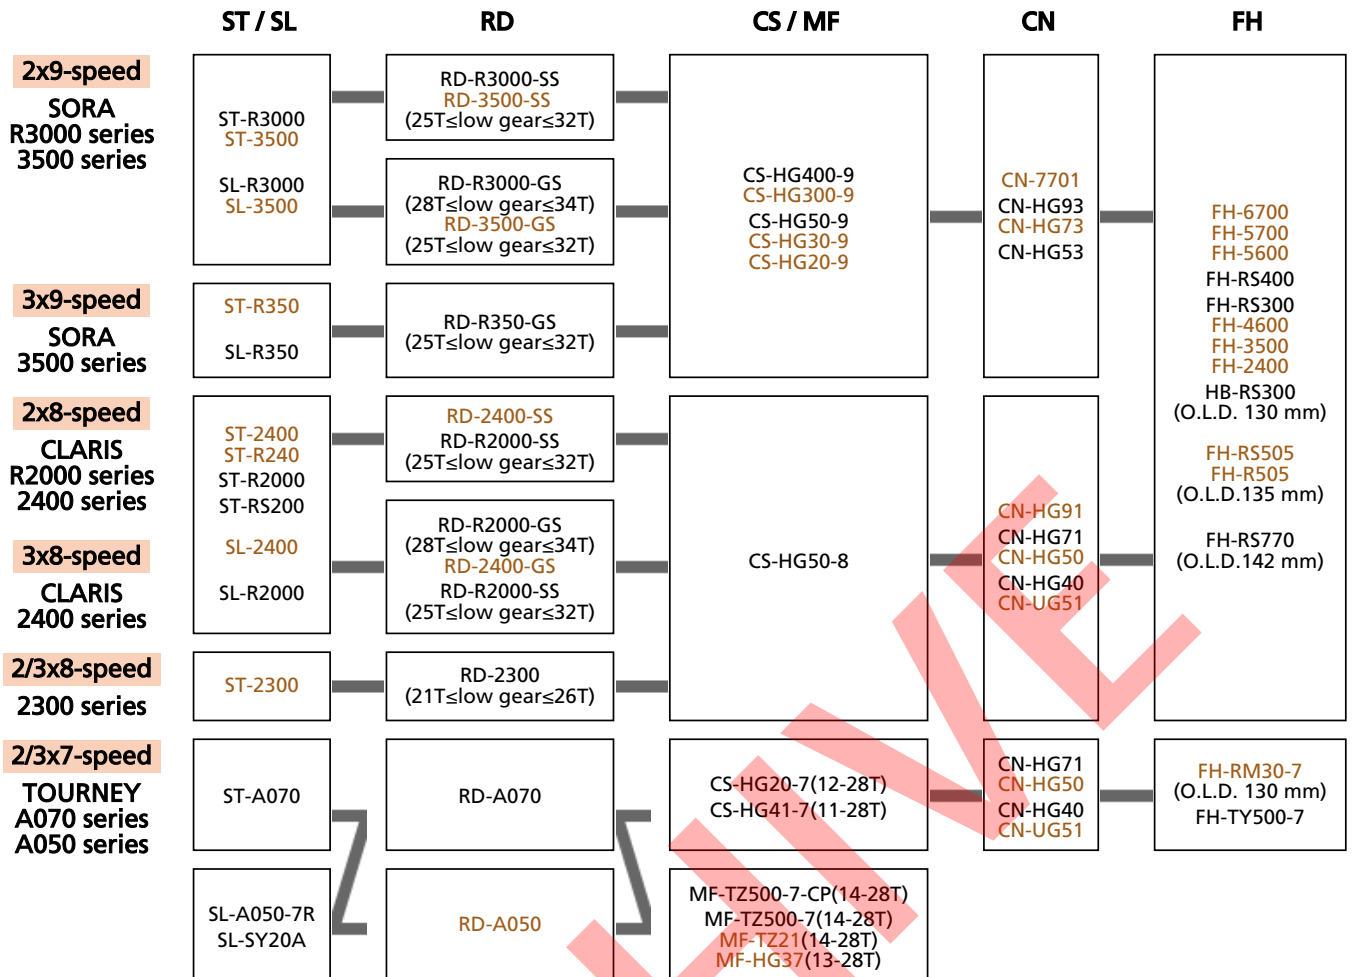 ST / SL
RD
CS / MF
CN
FH
2x9-speed
SORA
R3000 series
3500 series
ST-R3000
ST-3500
SL-R3000
SL-3500
RD-R3000-SS
RD-3500-SS
(25T≤low gear≤32T)
RD-R3000-GS
(28T≤low gear≤34T)
RD-3500-GS
(25T≤low gear≤32T)
CS-HG400-9
CS-HG300-9
CS-HG50-9
CS-HG30-9
CS-HG20-9
CN-7701
CN-HG93
CN-HG73
CN-HG53
FH-6700
FH-5700
FH-5600
FH-RS400
FH-RS300
FH-4600
FH-3500
FH-2400
HB-RS300
(O.L.D. 130 mm)
FH-RS505
FH-R505
(O.L.D.135 mm)
FH-RS770
(O.L.D.142 mm)
3x9-speed
SORA
3500 series
ST-R350
SL-R350
RD-R350-GS
(25T≤low gear≤32T)
2x8-speed
CLARIS
R2000 series
2400 series
3x8-speed
CLARIS
2400 series
ST-2400
ST-R240
ST-R2000
ST-RS200
SL-2400
SL-R2000
RD-2400-SS
RD-R2000-SS
(25T≤low gear≤32T)
RD-R2000-GS
(28T≤low gear≤34T)
RD-2400-GS
RD-R2000-SS
(25T≤low gear≤32T)
CS-HG50-8
CN-HG91
CN-HG71
CN-HG50
CN-HG40
CN-UG51
2/3x8-speed
2300 series
ST-2300
RD-2300
(21T≤low gear≤26T)
2/3x7-speed
TOURNEY
A070 series
A050 series
ST-A070
RD-A070
CS-HG20-7(12-28T)
CS-HG41-7(11-28T)
CN-HG71
CN-HG50
CN-HG40
CN-UG51
FH-RM30-7
(O.L.D. 130 mm)
FH-TY500-7
SL-A050-7R
SL-SY20A
RD-A050
MF-TZ500-7-CP(14-28T)
MF-TZ500-7(14-28T)
MF-TZ21(14-28T)
MF-HG37(13-28T)
HIVE